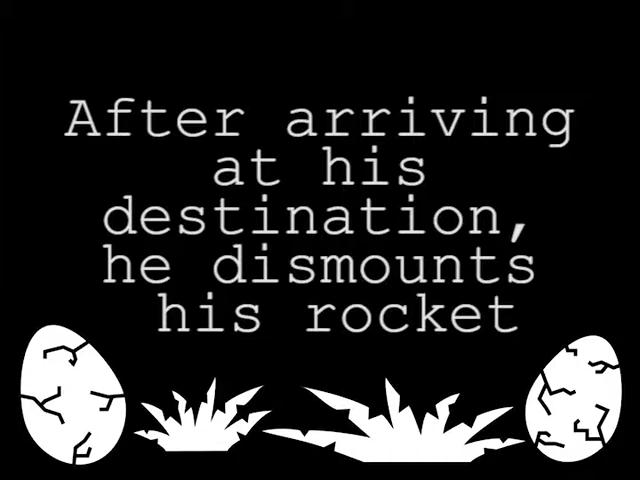 After arriving
at his
destination,
he dismounts
his rocket